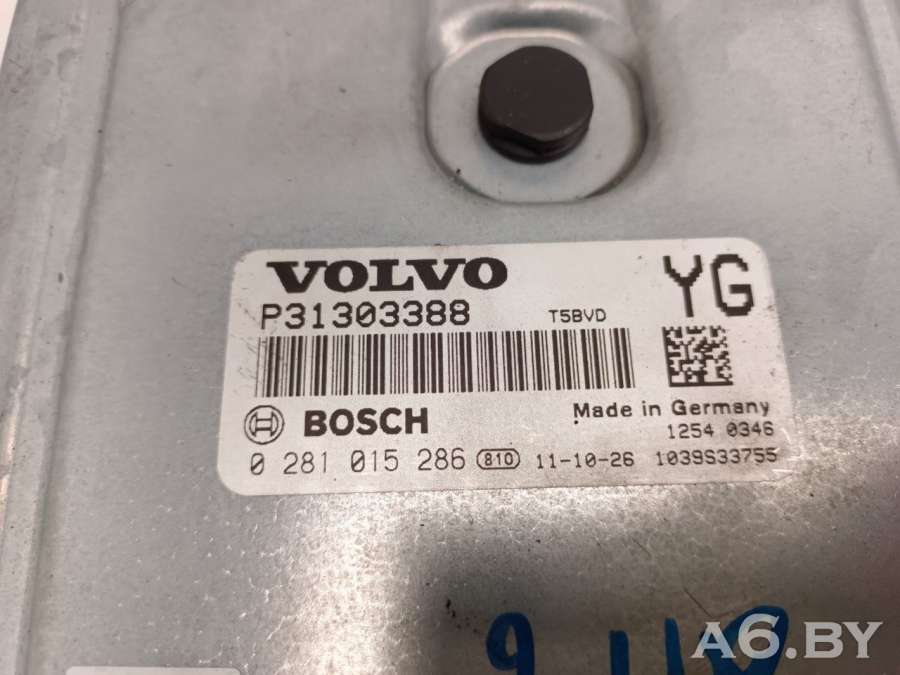 VOLVO
YG
P31303388 T5BVD
BOSCH
Made in Germany
1254 0346
0 281 015 286 810 11-10-26 1039S33755
A6.BY